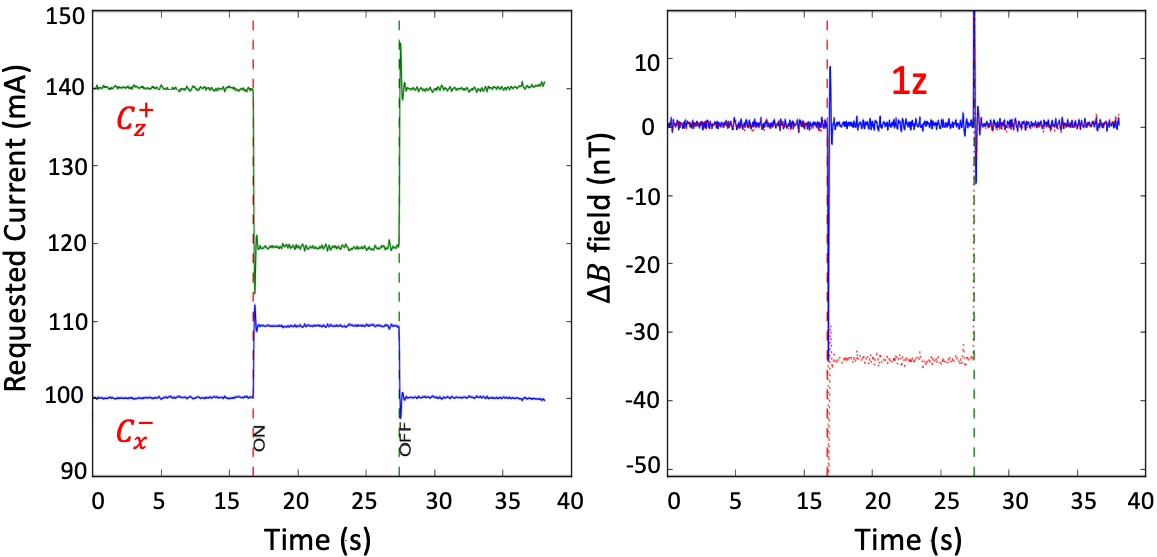 Requested Current (mA)
150
140
130
120
110
100
90
C_z^+
C_x^-
ON
OFF
0 5 15 20 25 30 35 40
Time (s)
ΔB field (nT)
10
0
-10
-20
-30
-40
-50
1z
0 5 15 20 25 30 35 40
Time (s)